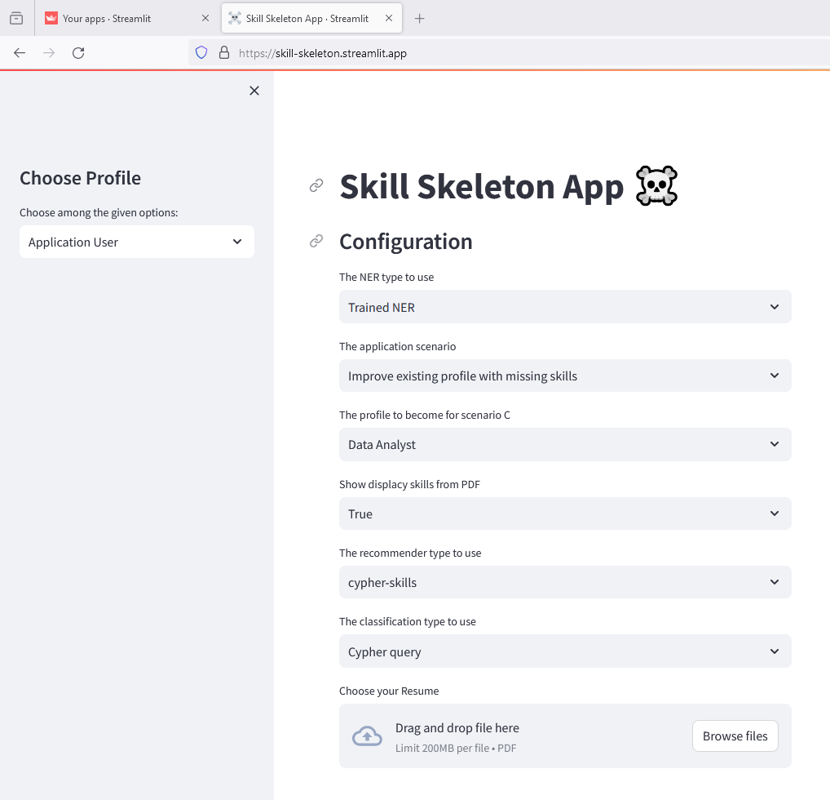 Your apps · Streamlit
Skill Skeleton App · Streamlit
https://skill-skeleton.streamlit.app
Choose Profile
Choose among the given options:
Application User
Skill Skeleton App
Configuration
The NER type to use
Trained NER
The application scenario
Improve existing profile with missing skills
The profile to become for scenario C
Data Analyst
Show displacy skills from PDF
True
The recommender type to use
cypher-skills
The classification type to use
Cypher query
Choose your Resume
Drag and drop file here
Limit 200MB per file • PDF
Browse files